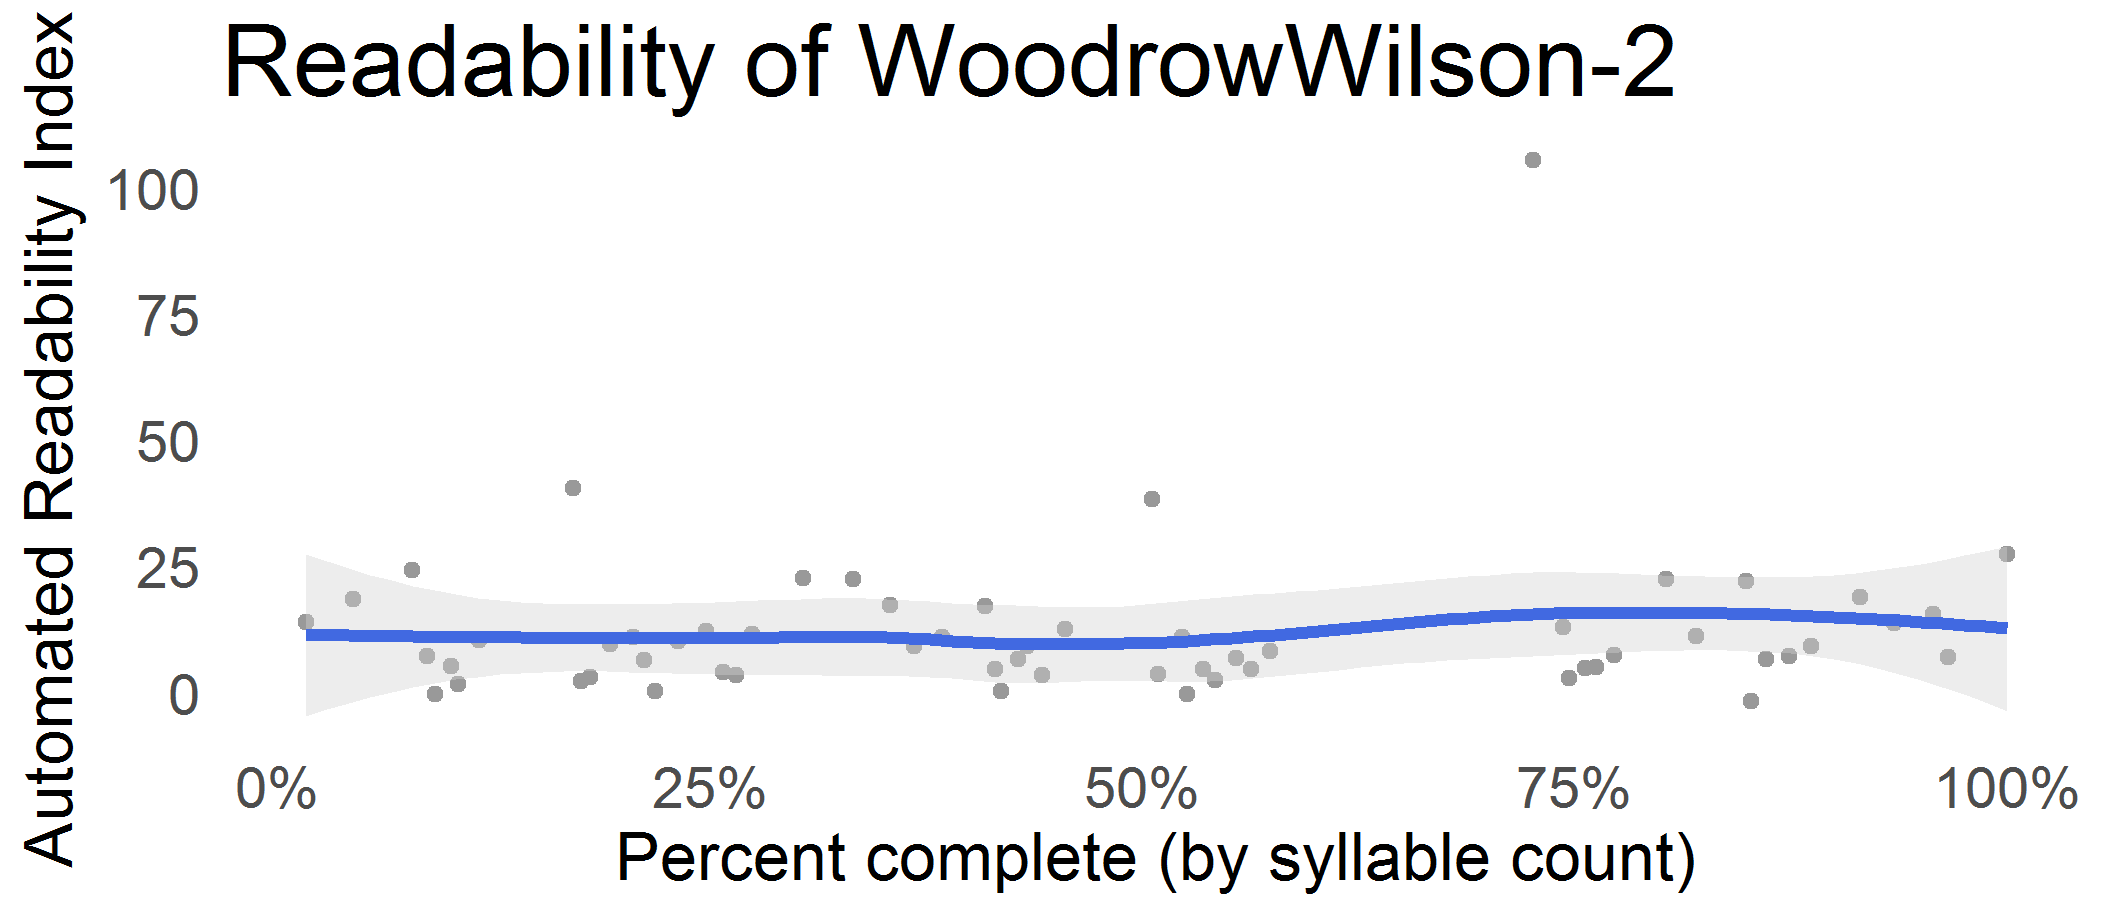 Readability of WoodrowWilson-2
Automated Readability Index
100
75
50
25
0
0% 25% 50% 75% 100%
Percent complete (by syllable count)